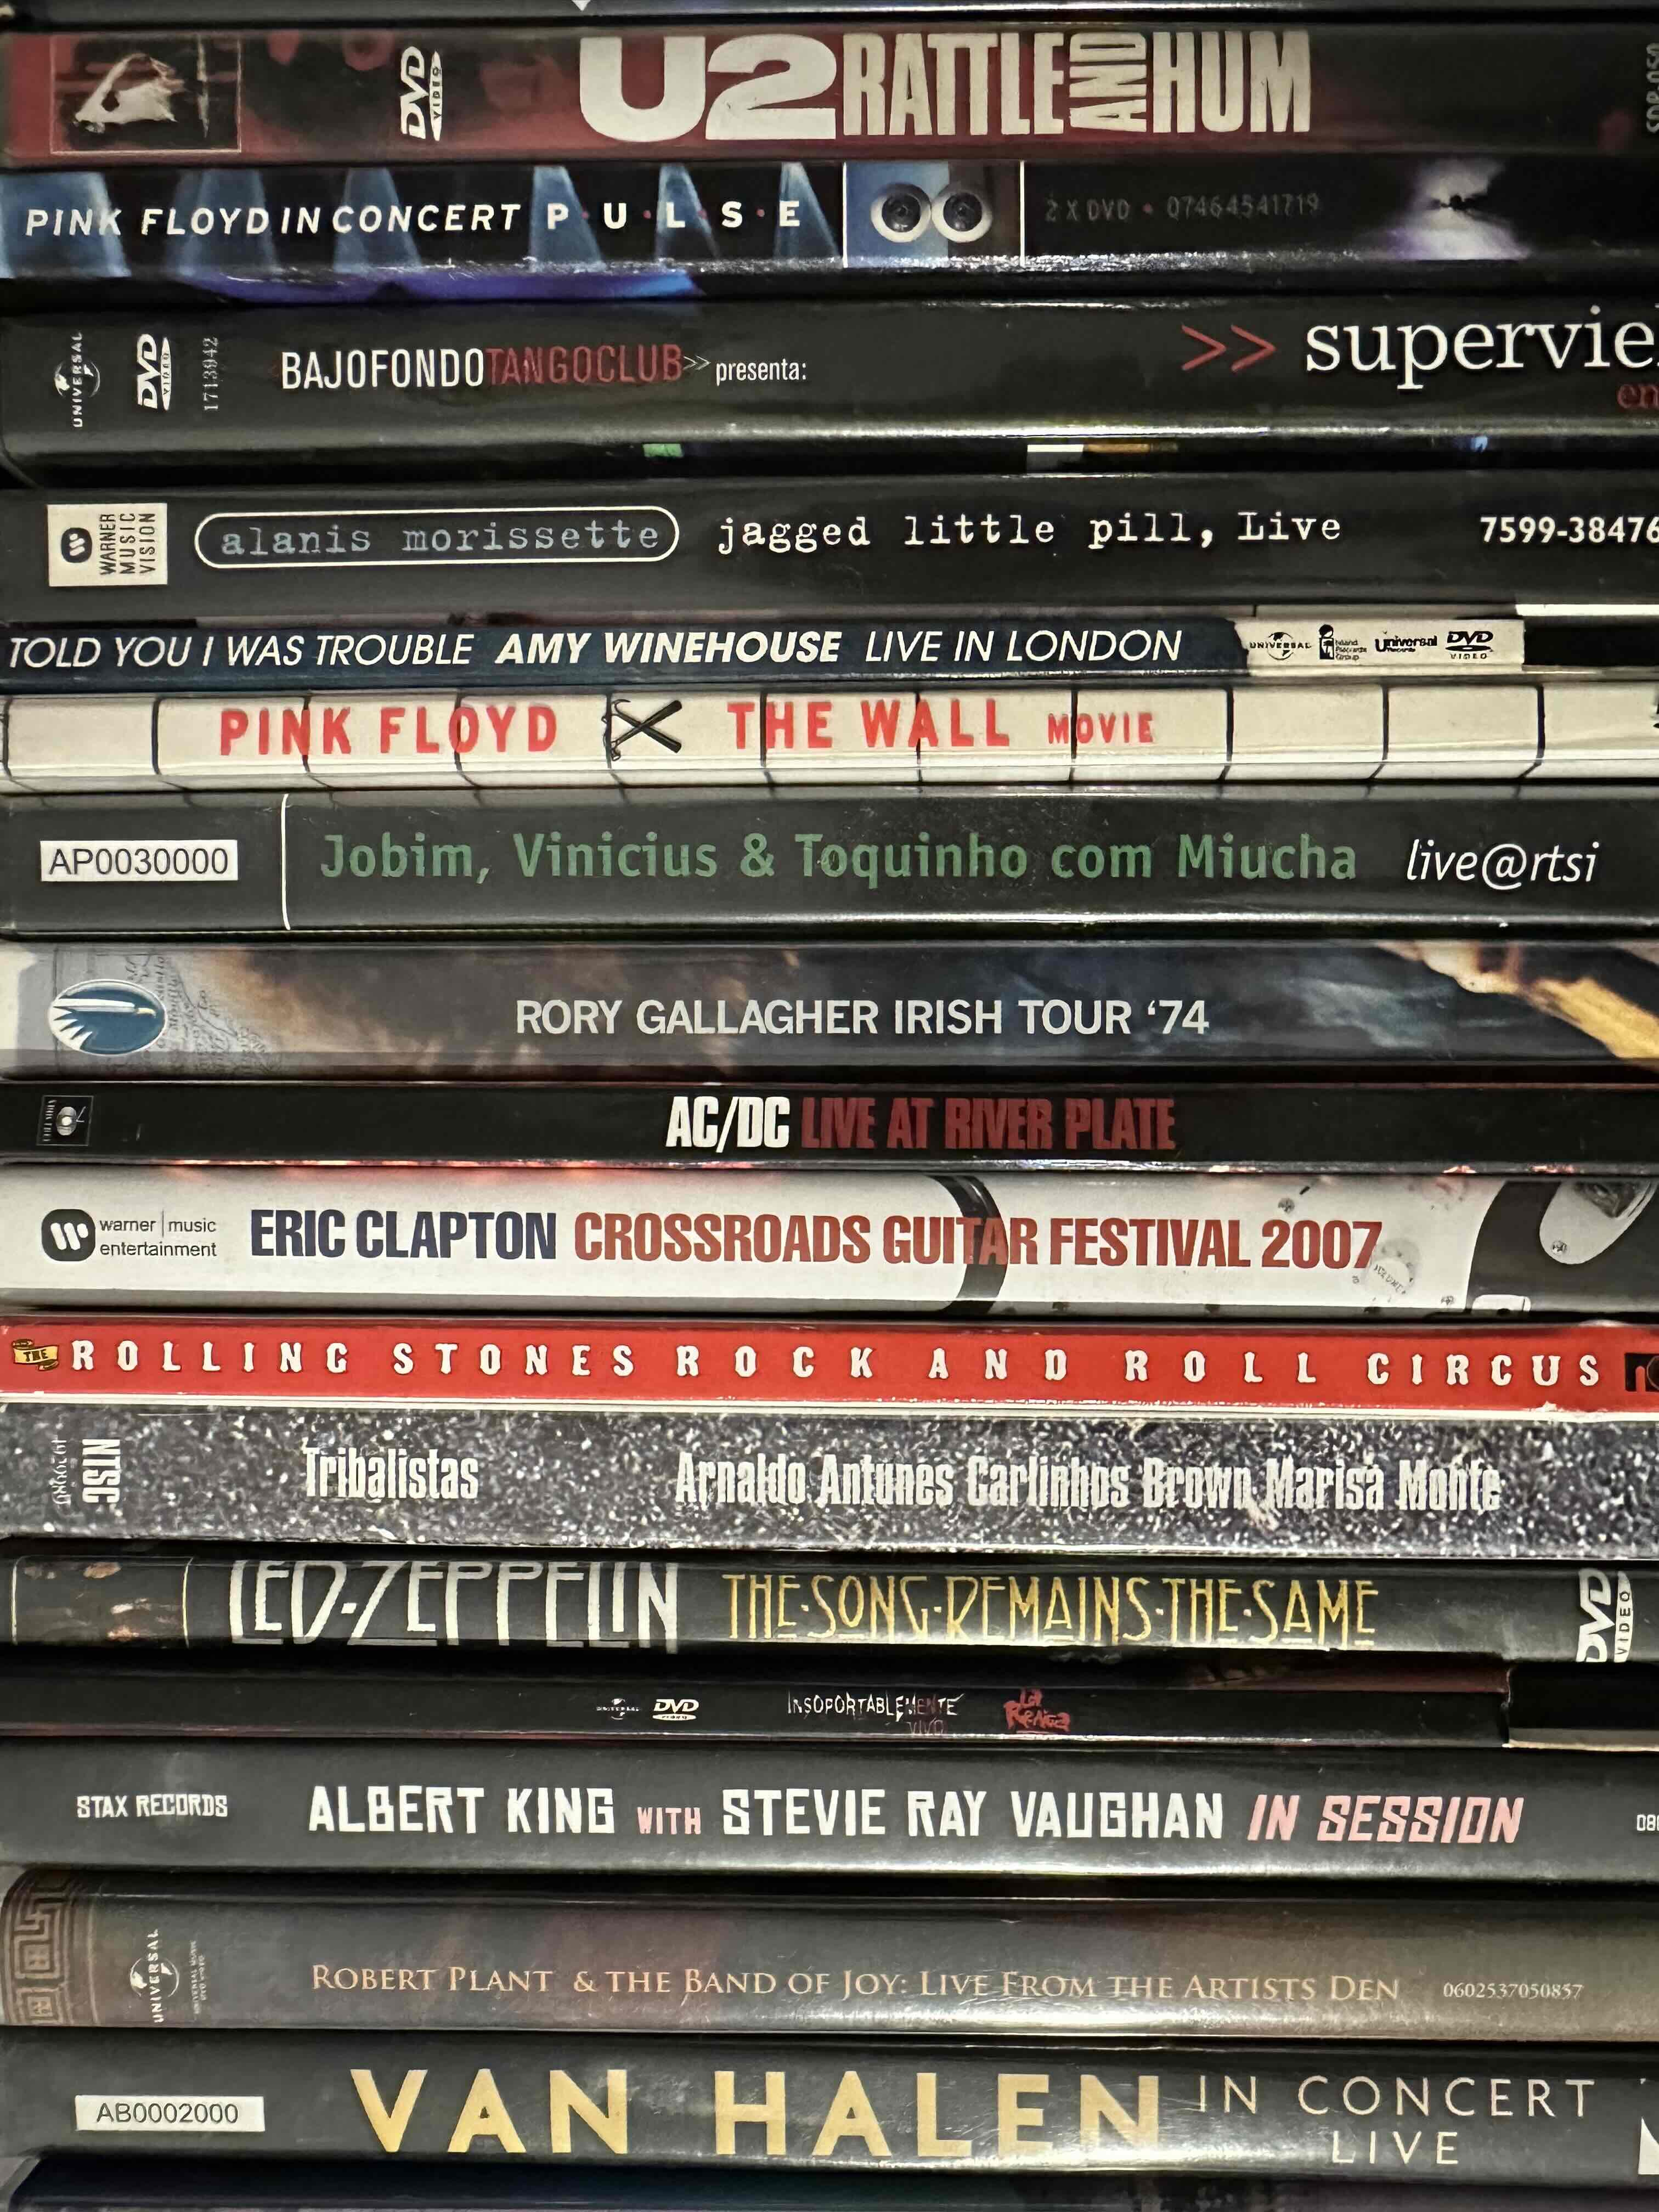 DVD VIDEO U2 RATTLE AND HUM
PINK FLOYD IN CONCERT P·U·L·S·E 2 X DVD • 07464541719
UNIVERSAL DVD VIDEO 1713942 BAJOFONDOTANGOCLUB>> presenta: >> supervie
en
WARNER MUSIC VISION alanis morissette jagged little pill, Live 7599-38476
TOLD YOU I WAS TROUBLE AMY WINEHOUSE LIVE IN LONDON UNIVERSAL Island Records Group Universal DVD VIDEO
PINK FLOYD THE WALL MOVIE
AP0030000 Jobim, Vinicius & Toquinho com Miucha live@rtsi
RORY GALLAGHER IRISH TOUR ‘74
AC/DC LIVE AT RIVER PLATE
warner music entertainment ERIC CLAPTON CROSSROADS GUITAR FESTIVAL 2007
THE ROLLING STONES ROCK AND ROLL CIRCUS
NTSC Tribalistas Arnaldo Antunes Carlinhos Brown Marisa Monte
LED-ZEPPELIN THE·SONG·REMAINS·THE·SAME DVD VIDEO
UNIVERSAL DVD INSOPORTABLEMENTE VIVO La Renga
STAX RECORDS ALBERT KING WITH STEVIE RAY VAUGHAN IN SESSION
UNIVERSAL ROBERT PLANT & THE BAND OF JOY: LIVE FROM THE ARTISTS DEN 0602537050857
AB0002000 VAN HALEN IN CONCERT
LIVE